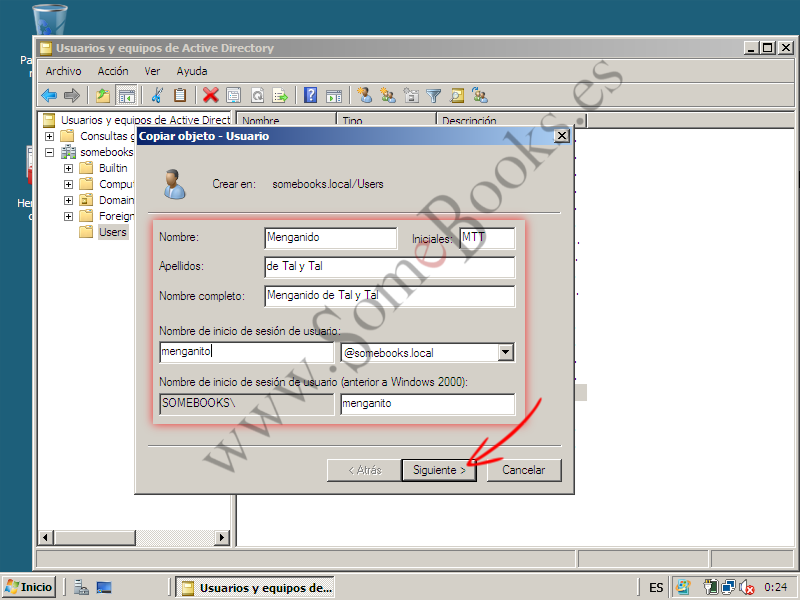 Pa
Usuarios y equipos de Active Directory
Archivo Acción Ver Ayuda
Usuarios y equipos de Active Direct Nombre Tipo Descripción
Consultas g
somebooks
Builtin
Comput
Domain
Foreign
Users
He
c
Copiar objeto - Usuario
Crear en: somebooks.local/Users
Nombre: Menganido Iniciales: MTT
Apellidos: de Tal y Tal
Nombre completo: Menganido de Tal y Tal
Nombre de inicio de sesión de usuario:
menganito @somebooks.local
Nombre de inicio de sesión de usuario (anterior a Windows 2000):
SOMEBOOKS\ menganito
< Atrás Siguiente > Cancelar
www.SomeBooks.es
Inicio Usuarios y equipos de... ES 0:24